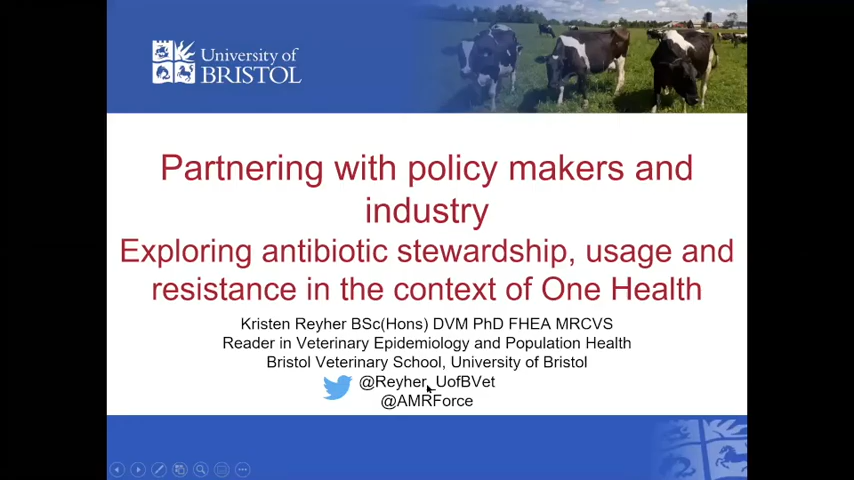 University of
BRISTOL
Partnering with policy makers and
industry
Exploring antibiotic stewardship, usage and
resistance in the context of One Health
Kristen Reyher BSc(Hons) DVM PhD FHEA MRCVS
Reader in Veterinary Epidemiology and Population Health
Bristol Veterinary School, University of Bristol
@Reyher_UofBVet
@AMRForce